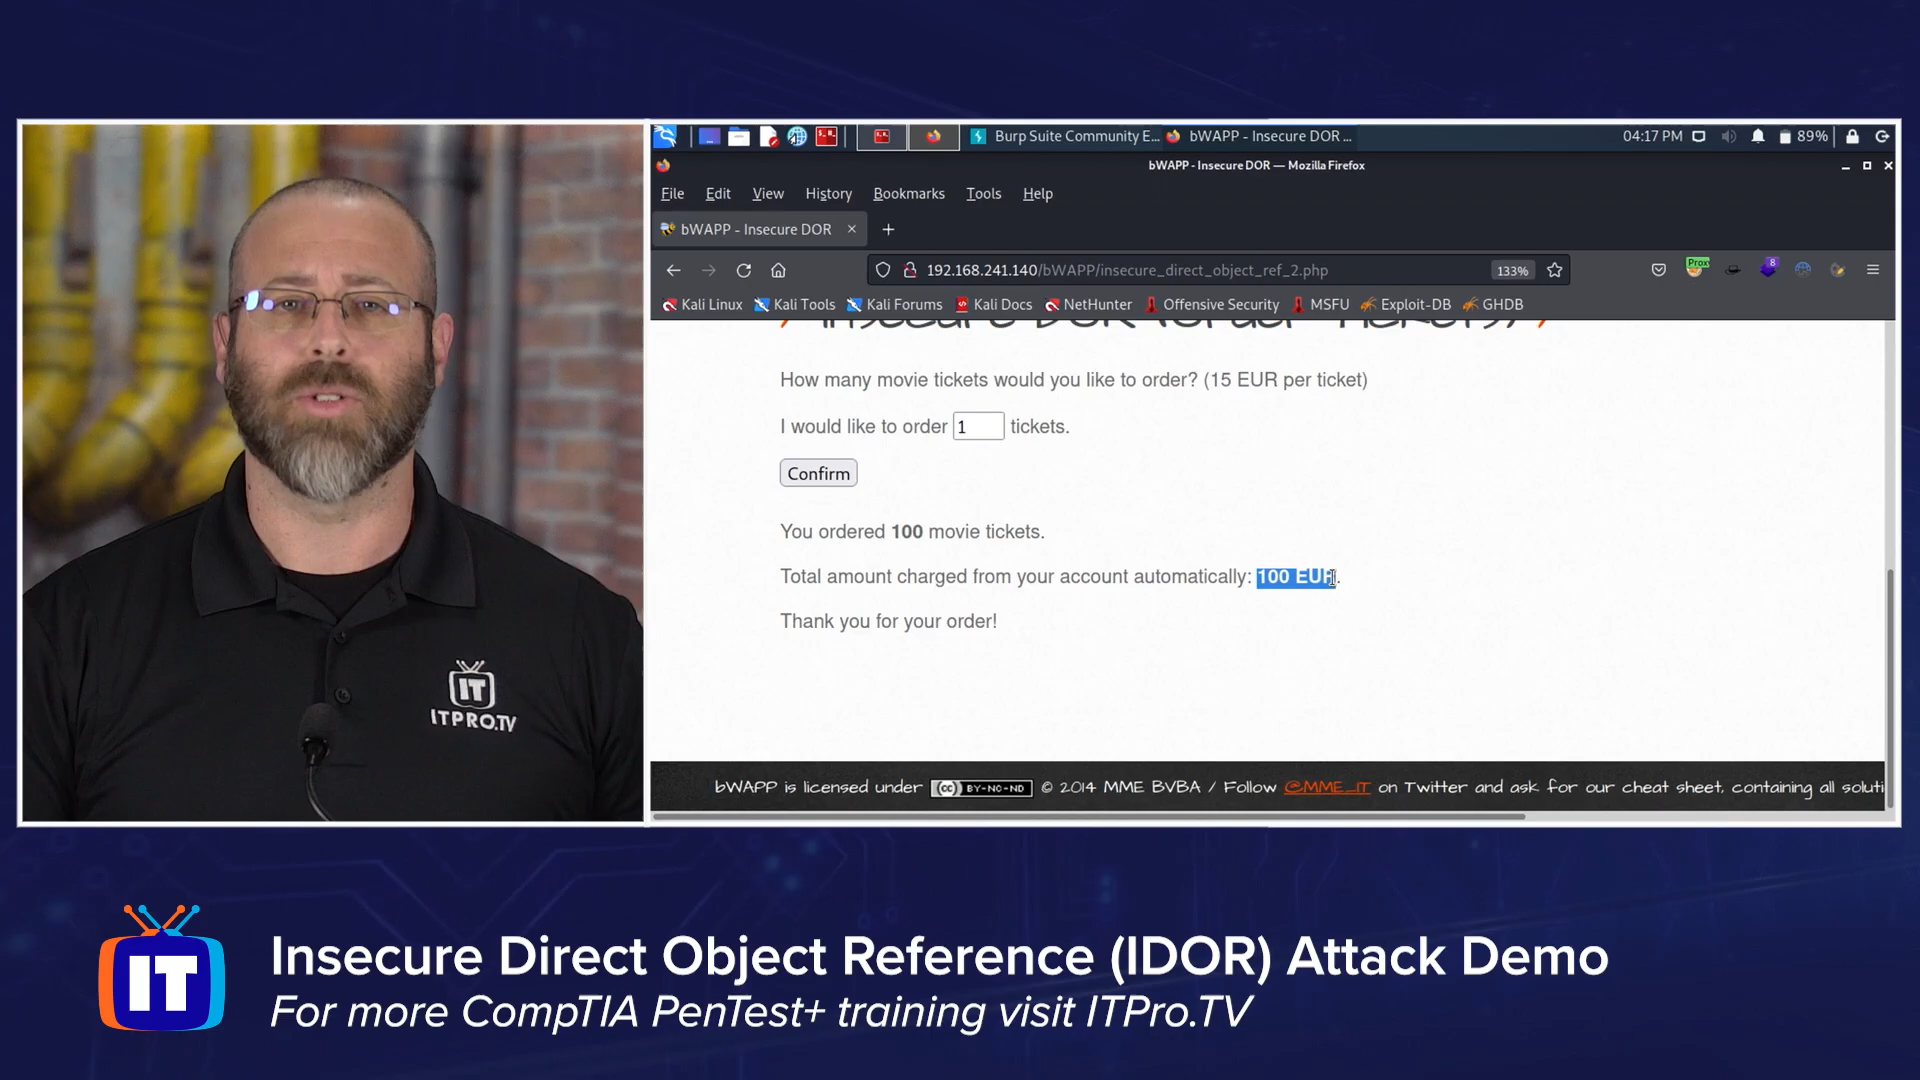 Burp Suite Community E...
bWAPP - Insecure DOR ...
04:17 PM
89%
bWAPP - Insecure DOR — Mozilla Firefox
File Edit View History Bookmarks Tools Help
bWAPP - Insecure DOR
192.168.241.140/bWAPP/insecure_direct_object_ref_2.php
133%
Prox
8
Kali Linux Kali Tools Kali Forums Kali Docs NetHunter Offensive Security MSFU Exploit-DB GHDB
How many movie tickets would you like to order? (15 EUR per ticket)
I would like to order 1 tickets.
Confirm
You ordered 100 movie tickets.
Total amount charged from your account automatically: 100 EUR.
Thank you for your order!
bWAPP is licensed under (cc) BY-NC-ND © 2014 MME BVBA / Follow @MME_IT on Twitter and ask for our cheat sheet, containing all soluti
IT
ITPRO.TV
IT
Insecure Direct Object Reference (IDOR) Attack Demo
For more CompTIA PenTest+ training visit ITPro.TV